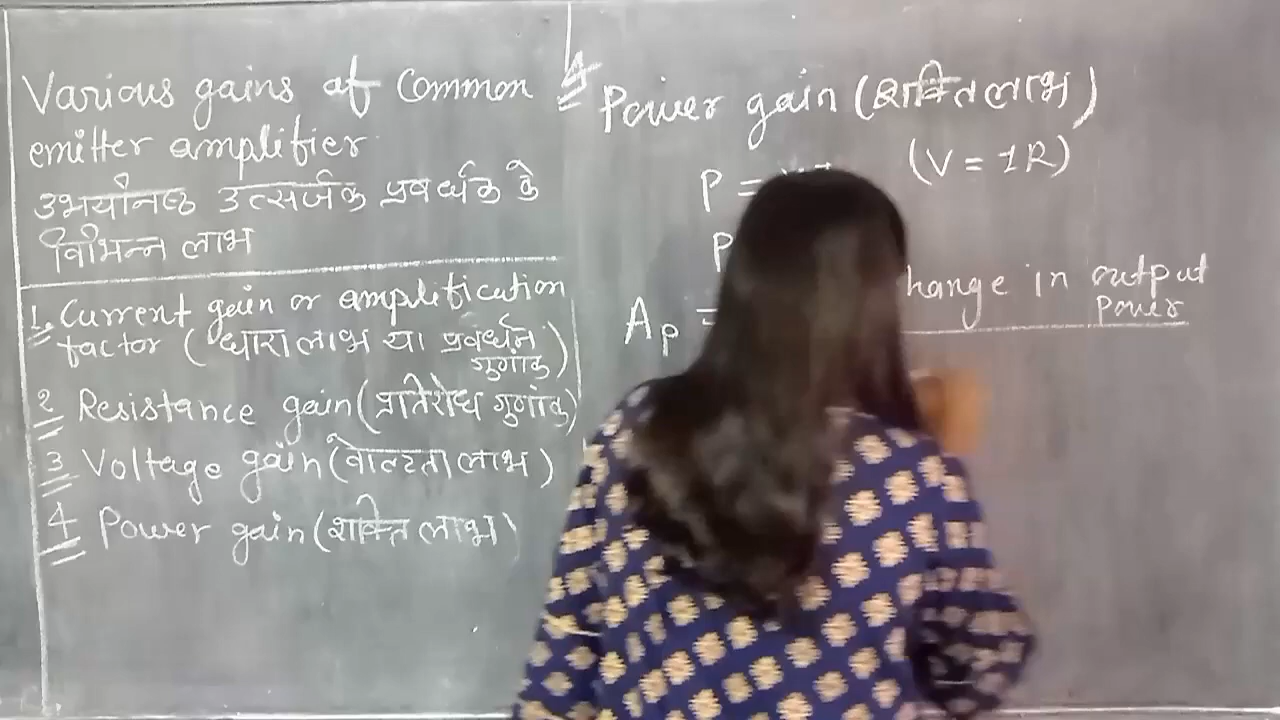 Various gains of Common
emitter amplifier
उभयनिष्ठ उत्सर्जक प्रवर्धक के
विभिन्न लाभ
1. Current gain or amplification
factor (धारा लाभ या प्रवर्धन
गुणांक)
2 Resistance gain (प्रतिरोध गुणांक)
3 Voltage gain (वोल्टता लाभ)
4 Power gain (शक्ति लाभ)
4 Power gain (शक्ति लाभ)
(V = IR)
P =
P
hange in output
Power
Ap =